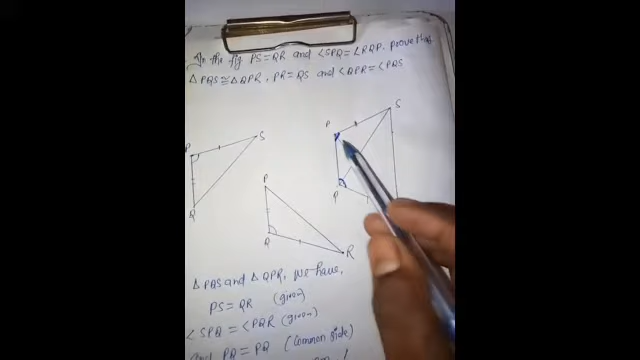 In the fig PS=QR and ∠SPQ=∠RQP. prove that
△PQS≅△QPR, PR=QS and ∠QPR=∠PQS
P S
P
S
P
Q
Q
P
Q
R
△PQS and △QPR, We have,
PS=QR (given)
∠SPQ=∠PQR (given)
and PQ=PQ (Common side)